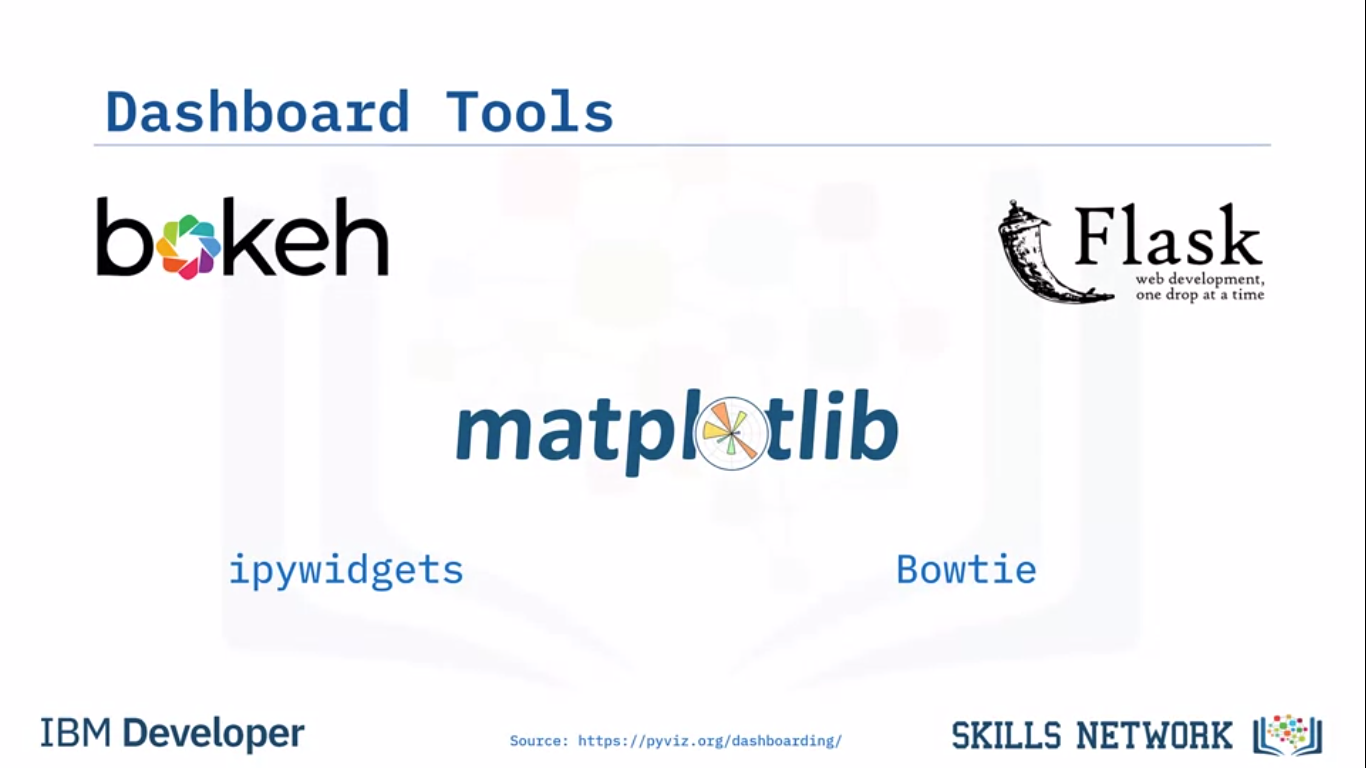 Dashboard Tools
bokeh
Flask
web development,
one drop at a time
matplotlib
ipywidgets
Bowtie
IBM Developer
Source: https://pyviz.org/dashboarding/
SKILLS NETWORK